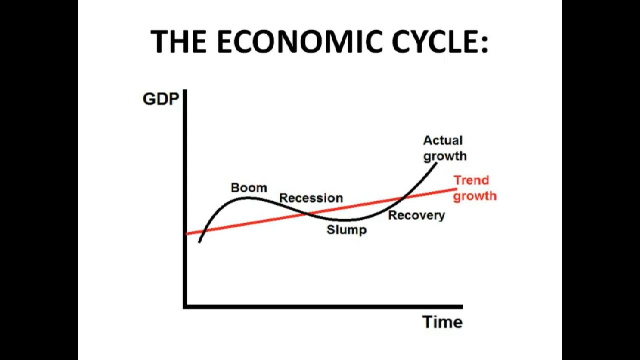 THE ECONOMIC CYCLE:
GDP
Actual
growth
Trend
growth
Boom
Recession
Recovery
Slump
Time